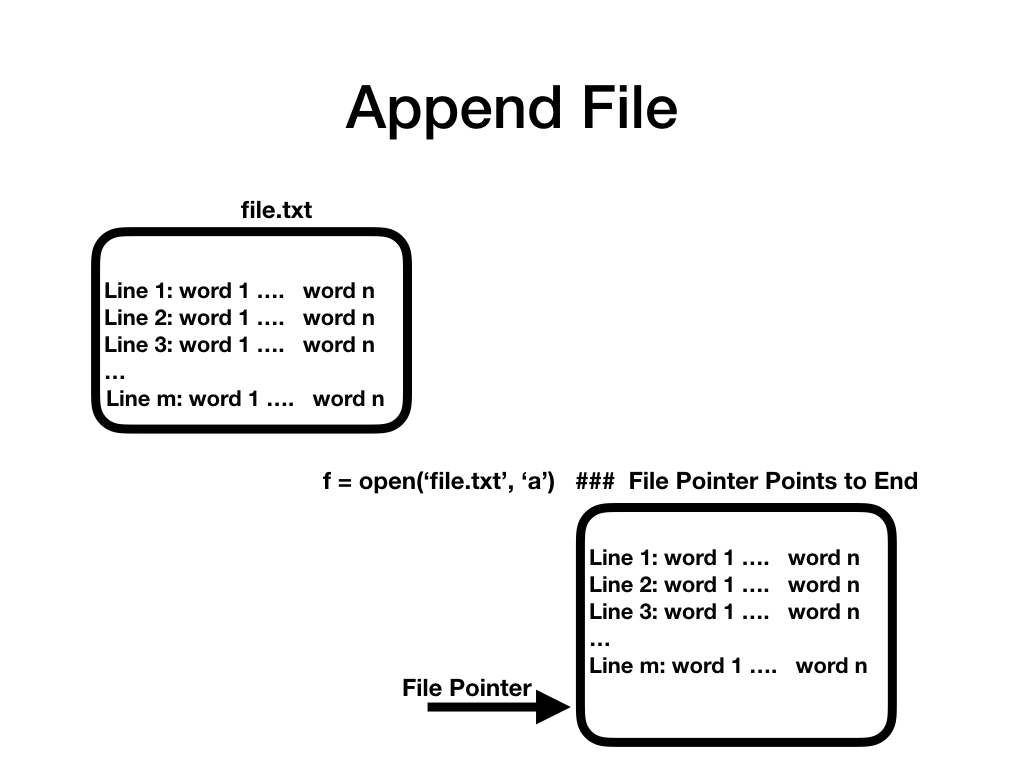 Append File
file.txt
Line 1: word 1 ….   word n
Line 2: word 1 ….   word n
Line 3: word 1 ….   word n
…
Line m: word 1 ….   word n
f = open(‘file.txt’, ‘a’)   ###  File Pointer Points to End
Line 1: word 1 ….   word n
Line 2: word 1 ….   word n
Line 3: word 1 ….   word n
…
Line m: word 1 ….   word n
File Pointer